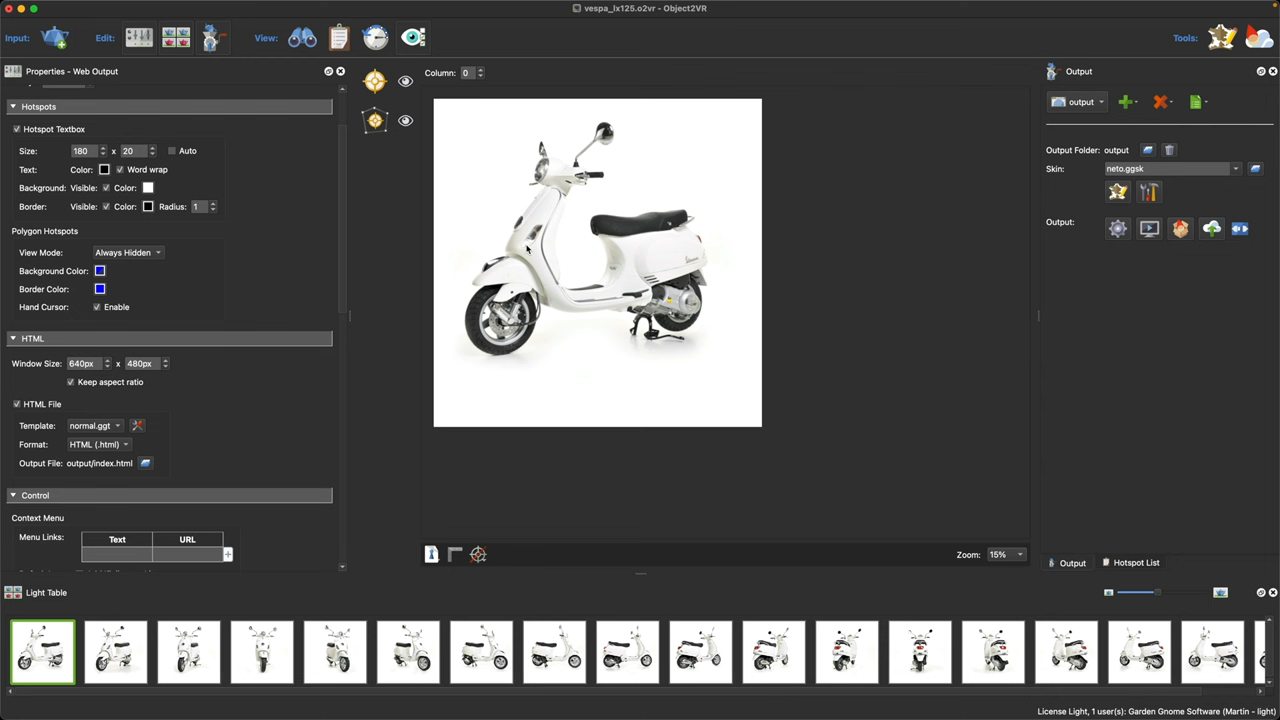 vespa_lx125.o2vr - Object2VR
Input: Edit: View: Tools:
Properties - Web Output
Hotspots
Hotspot Textbox
Size: 180 x 20 Auto
Text: Color: Word wrap
Background: Visible: Color:
Border: Visible: Color: Radius: 1
Polygon Hotspots
View Mode: Always Hidden
Background Color:
Border Color:
Hand Cursor: Enable
HTML
Window Size: 640px x 480px
Keep aspect ratio
HTML File
Template: normal.ggt
Format: HTML (.html)
Output File: output/index.html
Control
Context Menu
Menu Links: Text URL
Column: 0
Zoom: 15%
Output
output
Output Folder: output
Skin: neto.ggsk
Output:
Output Hotspot List
Light Table
License Light, 1 user(s): Garden Gnome Software (Martin - light)